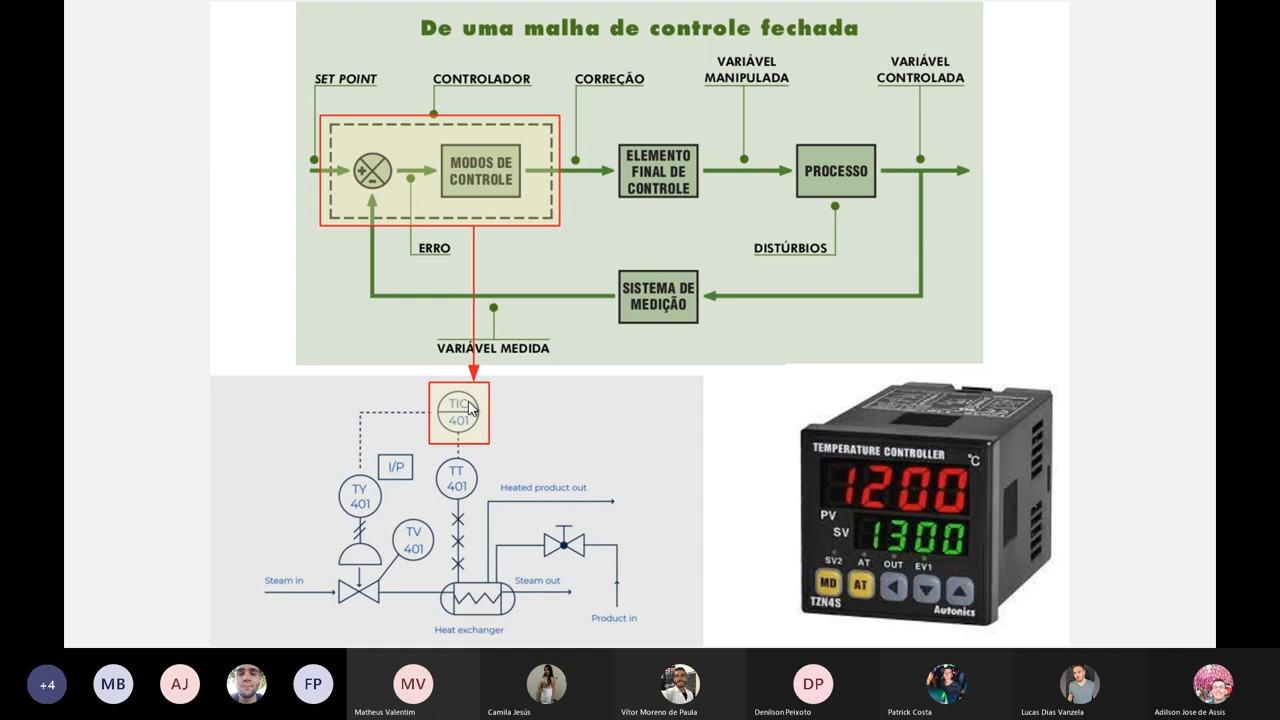 De uma malha de controle fechada
SET POINT
CONTROLADOR
CORREÇÃO
VARIÁVEL
MANIPULADA
VARIÁVEL
CONTROLADA
MODOS DE
CONTROLE
ELEMENTO
FINAL DE
CONTROLE
PROCESSO
ERRO
DISTÚRBIOS
SISTEMA DE
MEDIÇÃO
VARIÁVEL MEDIDA
TIC
401
I/P
TT
401
TY
401
TV
401
Heated product out
Steam in
Steam out
Product in
Heat exchanger
TEMPERATURE CONTROLLER
°C
1200
PV
SV
1300
SV2 AT OUT EV1
MD AT
TZN4S
Autonics
+4
MB
AJ
FP
MV
DP
Matheus Valentim
Camila Jesús
Vítor Moreno de Paula
Denilson Peixoto
Patrick Costa
Lucas Dias Vanzela
Adilson Jose de Assis